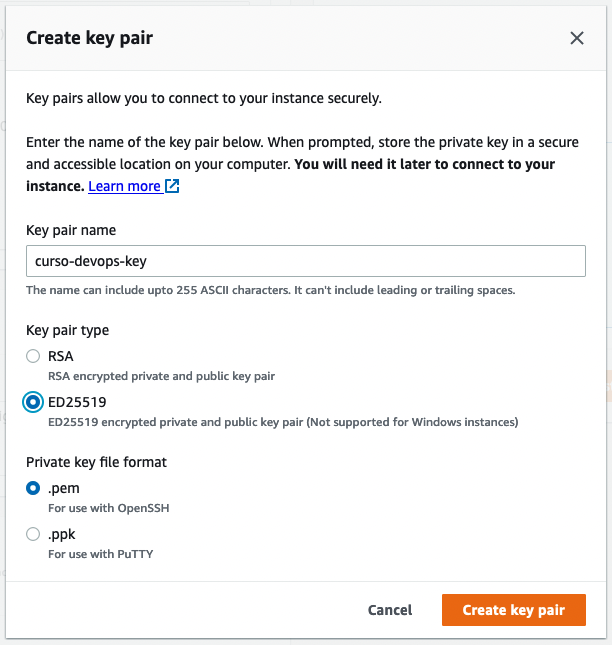 Create key pair
Key pairs allow you to connect to your instance securely.
Enter the name of the key pair below. When prompted, store the private key in a secure
and accessible location on your computer. You will need it later to connect to your
instance. Learn more
Key pair name
curso-devops-key
The name can include upto 255 ASCII characters. It can't include leading or trailing spaces.
Key pair type
RSA
RSA encrypted private and public key pair
ED25519
ED25519 encrypted private and public key pair (Not supported for Windows instances)
Private key file format
.pem
For use with OpenSSH
.ppk
For use with PuTTY
Cancel
Create key pair